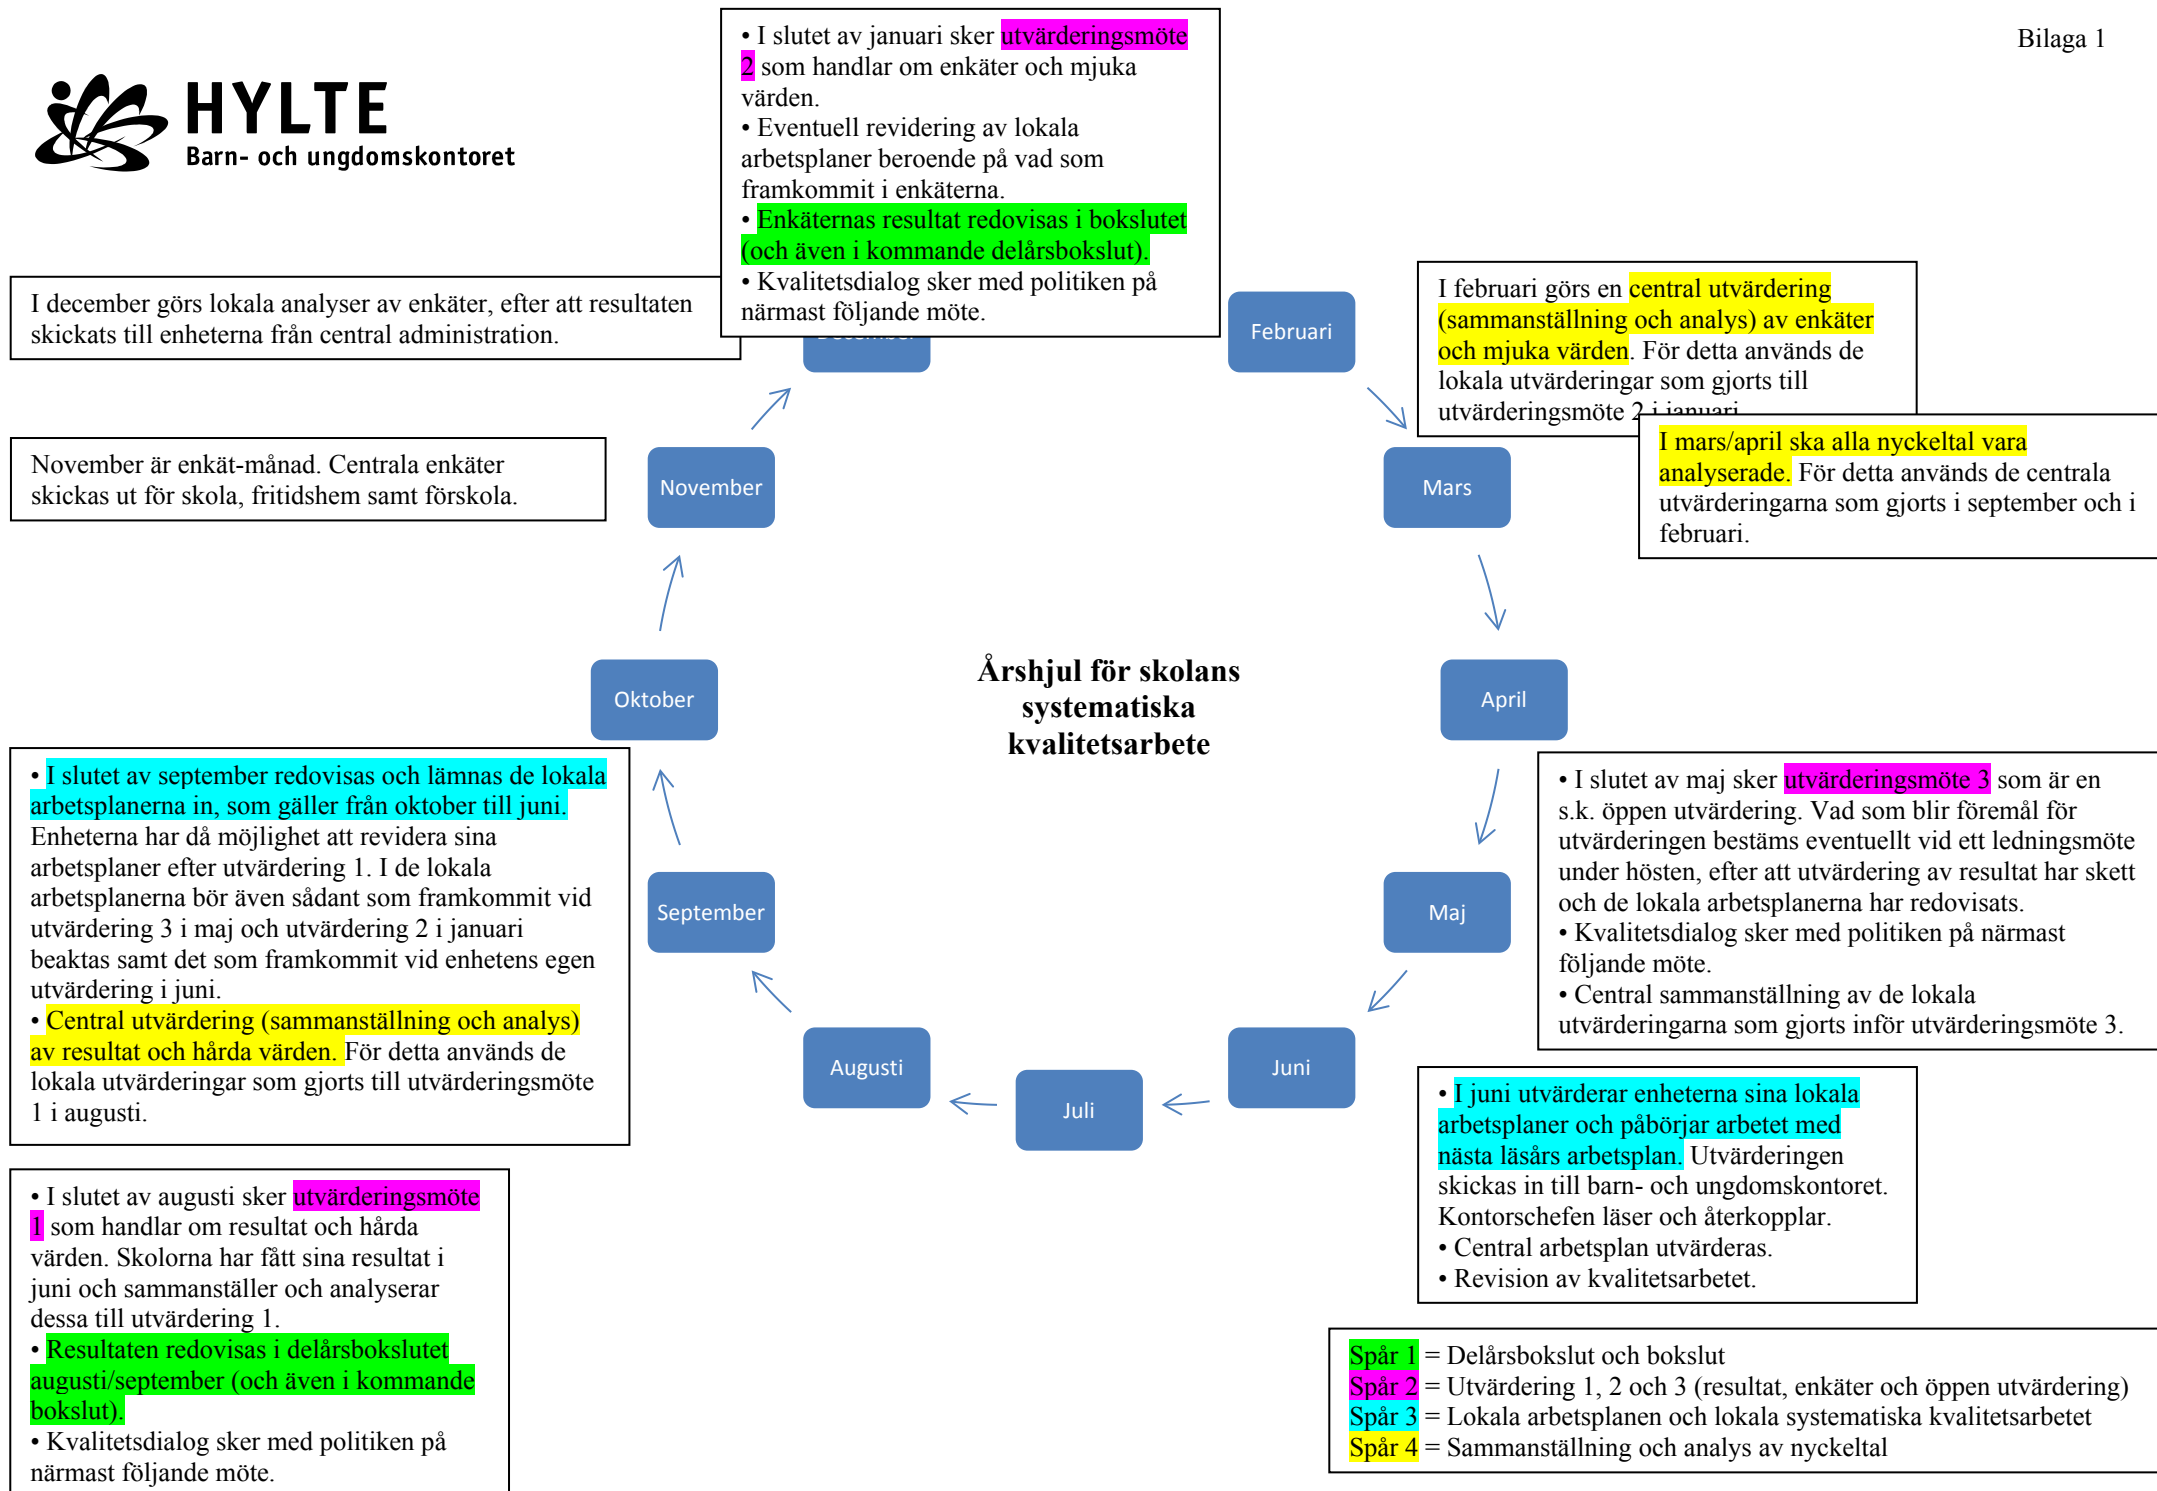 Bilaga 1
HYLTE
Barn- och ungdomskontoret
• I slutet av januari sker utvärderingsmöte
2 som handlar om enkäter och mjuka
värden.
• Eventuell revidering av lokala
arbetsplaner beroende på vad som
framkommit i enkäterna.
• Enkäternas resultat redovisas i bokslutet
(och även i kommande delårsbokslut).
• Kvalitetsdialog sker med politiken på
närmast följande möte.
I december görs lokala analyser av enkäter, efter att resultaten
skickats till enheterna från central administration.
December
Februari
I februari görs en central utvärdering
(sammanställning och analys) av enkäter
och mjuka värden. För detta används de
lokala utvärderingar som gjorts till
utvärderingsmöte 2 i januari
I mars/april ska alla nyckeltal vara
analyserade. För detta används de centrala
utvärderingarna som gjorts i september och i
februari.
November är enkät-månad. Centrala enkäter
skickas ut för skola, fritidshem samt förskola.
November
Mars
Oktober
Årshjul för skolans
systematiska
kvalitetsarbete
April
• I slutet av september redovisas och lämnas de lokala
arbetsplanerna in, som gäller från oktober till juni.
Enheterna har då möjlighet att revidera sina
arbetsplaner efter utvärdering 1. I de lokala
arbetsplanerna bör även sådant som framkommit vid
utvärdering 3 i maj och utvärdering 2 i januari
beaktas samt det som framkommit vid enhetens egen
utvärdering i juni.
• Central utvärdering (sammanställning och analys)
av resultat och hårda värden. För detta används de
lokala utvärderingar som gjorts till utvärderingsmöte
1 i augusti.
September
Maj
• I slutet av maj sker utvärderingsmöte 3 som är en
s.k. öppen utvärdering. Vad som blir föremål för
utvärderingen bestäms eventuellt vid ett ledningsmöte
under hösten, efter att utvärdering av resultat har skett
och de lokala arbetsplanerna har redovisats.
• Kvalitetsdialog sker med politiken på närmast
följande möte.
• Central sammanställning av de lokala
utvärderingarna som gjorts inför utvärderingsmöte 3.
Augusti
Juli
Juni
• I juni utvärderar enheterna sina lokala
arbetsplaner och påbörjar arbetet med
nästa läsårs arbetsplan. Utvärderingen
skickas in till barn- och ungdomskontoret.
Kontorschefen läser och återkopplar.
• Central arbetsplan utvärderas.
• Revision av kvalitetsarbetet.
• I slutet av augusti sker utvärderingsmöte
1 som handlar om resultat och hårda
värden. Skolorna har fått sina resultat i
juni och sammanställer och analyserar
dessa till utvärdering 1.
• Resultaten redovisas i delårsbokslutet
augusti/september (och även i kommande
bokslut).
• Kvalitetsdialog sker med politiken på
närmast följande möte.
Spår 1 = Delårsbokslut och bokslut
Spår 2 = Utvärdering 1, 2 och 3 (resultat, enkäter och öppen utvärdering)
Spår 3 = Lokala arbetsplanen och lokala systematiska kvalitetsarbetet
Spår 4 = Sammanställning och analys av nyckeltal